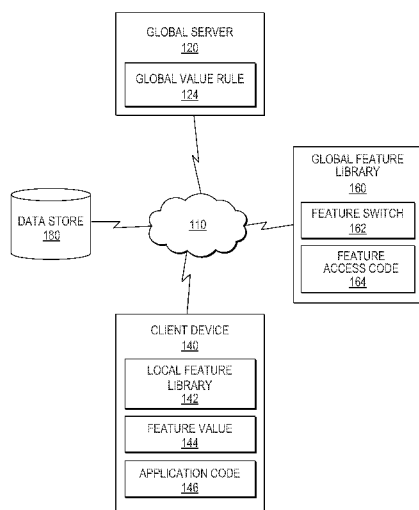 GLOBAL SERVER
120
GLOBAL VALUE RULE
124
GLOBAL FEATURE
LIBRARY
160
FEATURE SWITCH
162
FEATURE
ACCESS CODE
164
DATA STORE
180
110
CLIENT DEVICE
140
LOCAL FEATURE
LIBRARY
142
FEATURE VALUE
144
APPLICATION CODE
146